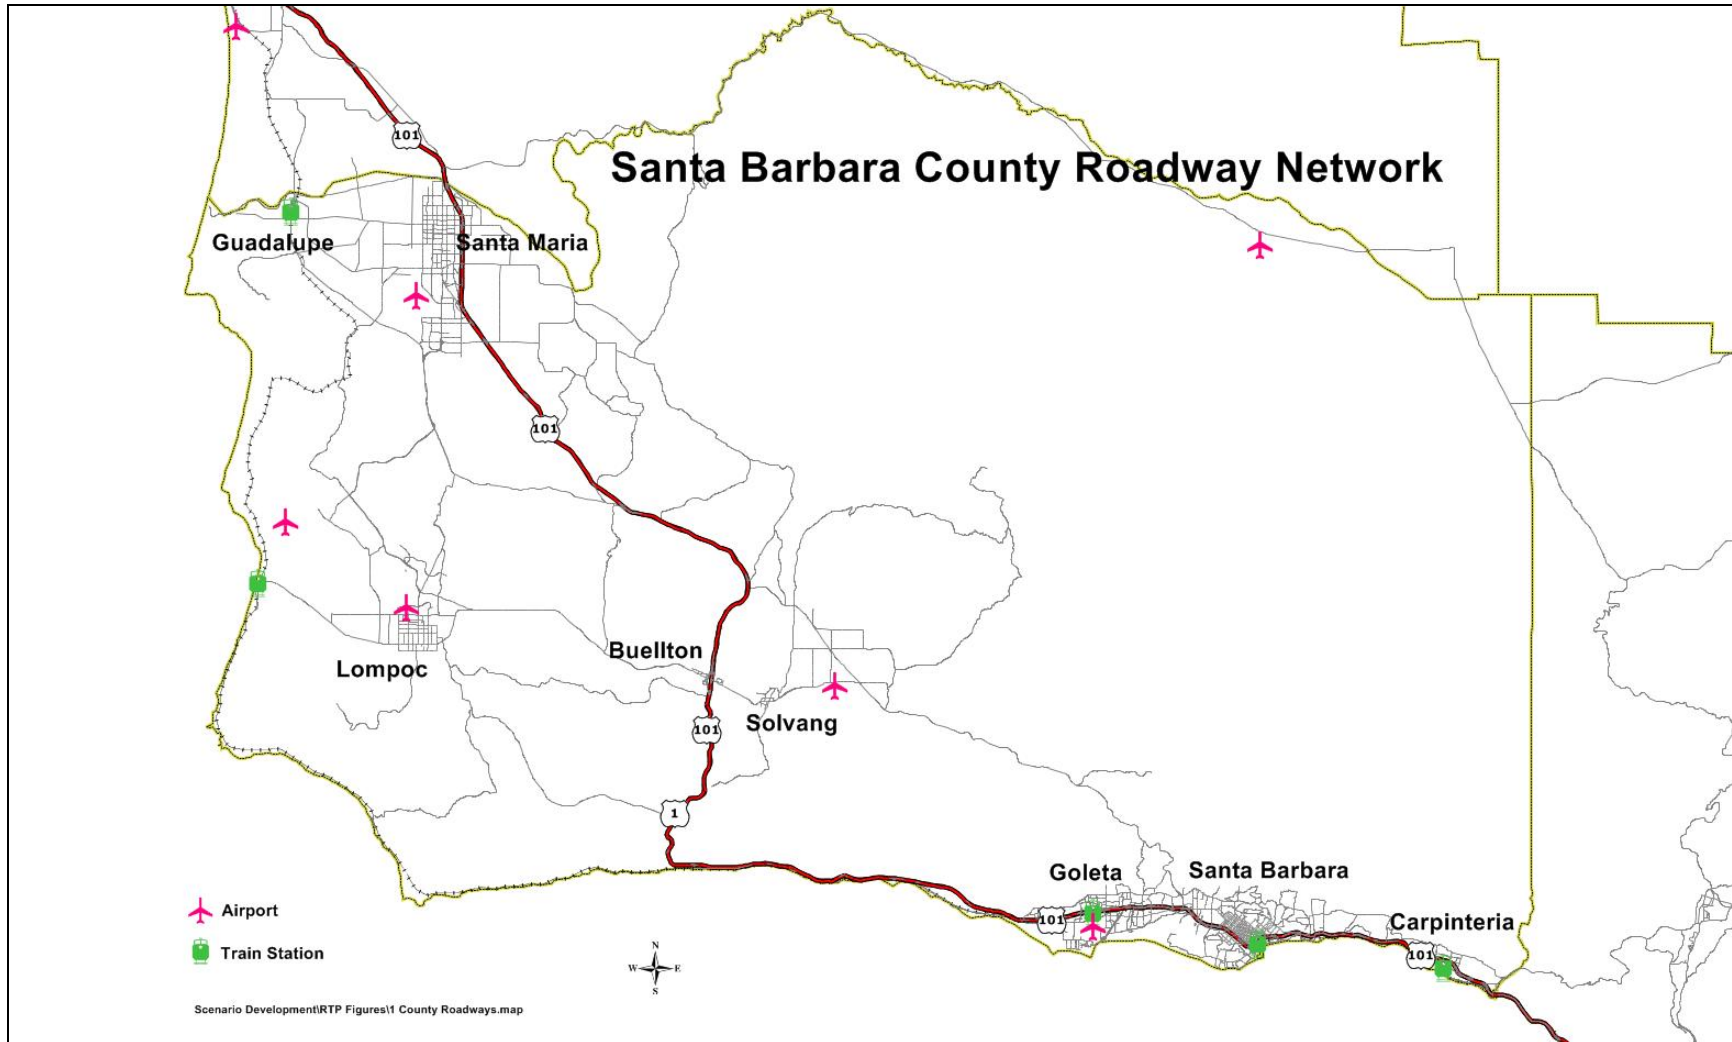 101
Santa Barbara County Roadway Network
Guadalupe
Santa Maria
101
Buellton
Lompoc
Solvang
101
1
Goleta
Santa Barbara
Airport
101
Carpinteria
Train Station
101
N
W E
S
Scenario Development\RTP Figures\1 County Roadways.map